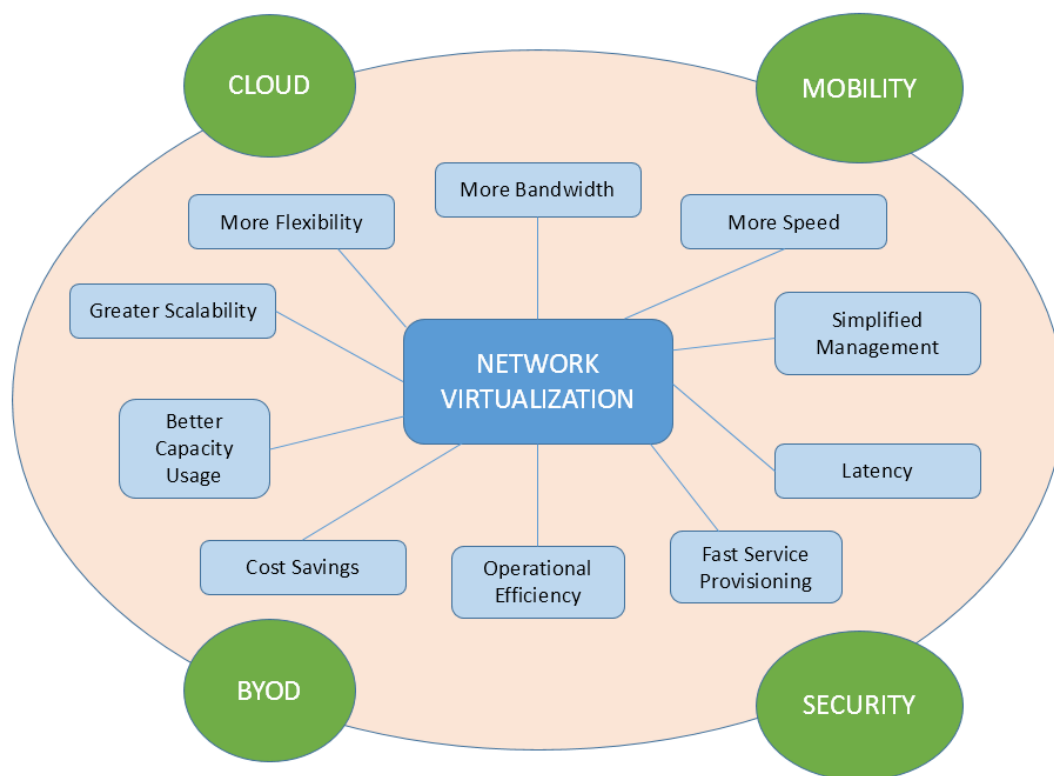 CLOUD
MOBILITY
More Bandwidth
More Flexibility
More Speed
Greater Scalability
Simplified
Management
NETWORK
VIRTUALIZATION
Better
Capacity
Usage
Latency
Cost Savings
Operational
Efficiency
Fast Service
Provisioning
BYOD
SECURITY